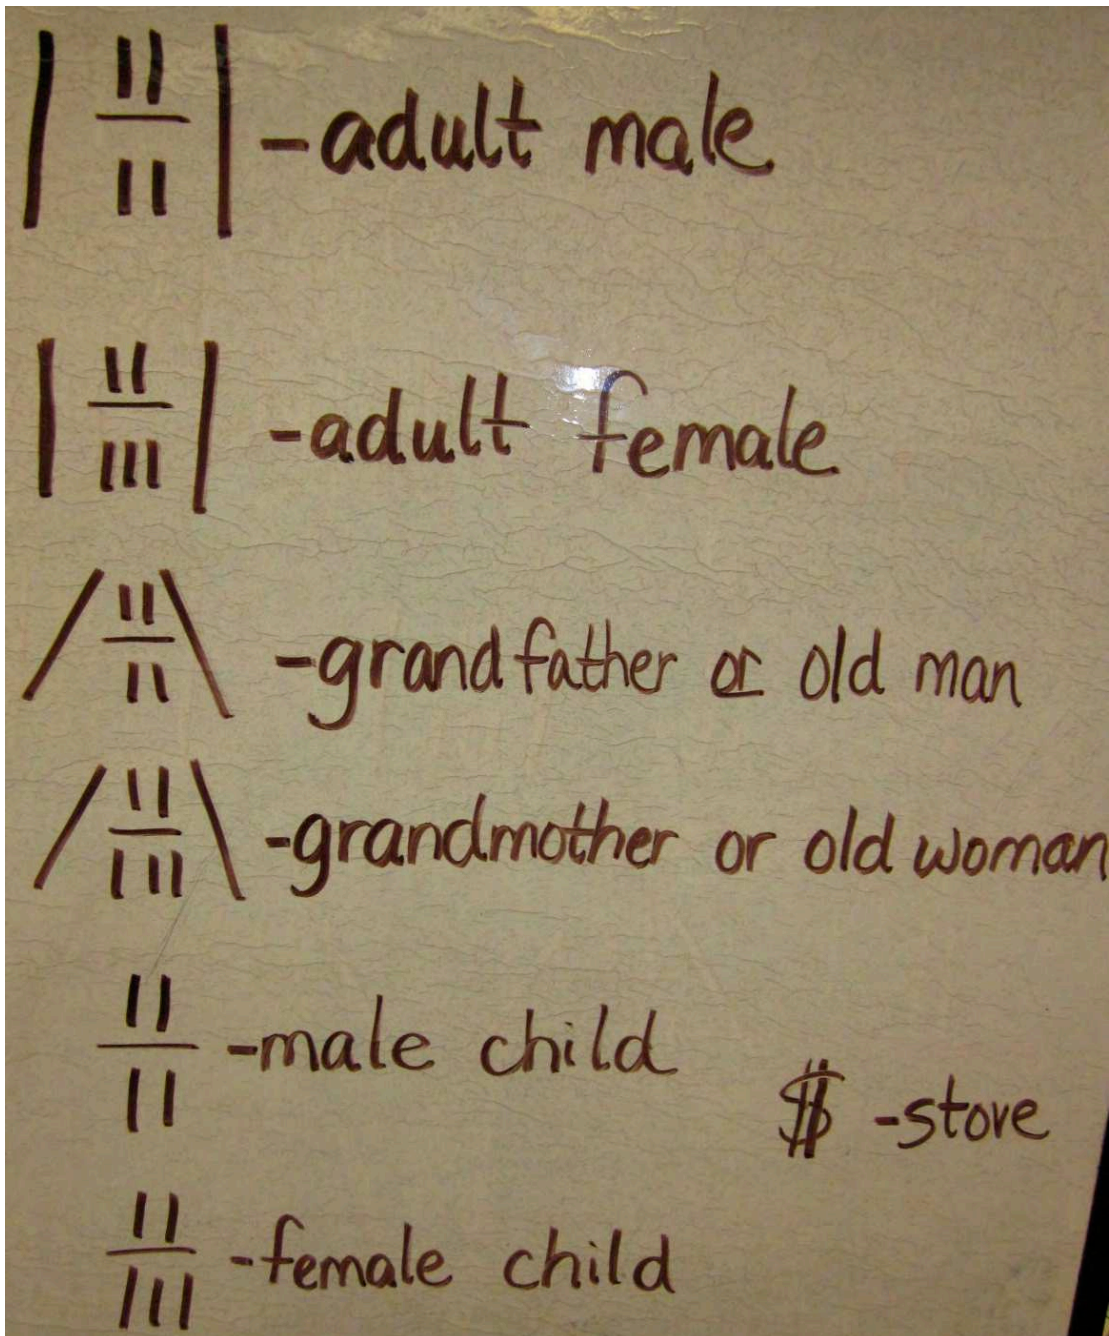 -adult male
-adult female
-grandfather or old man
-grandmother or old woman
-male child
$ -store
-female child